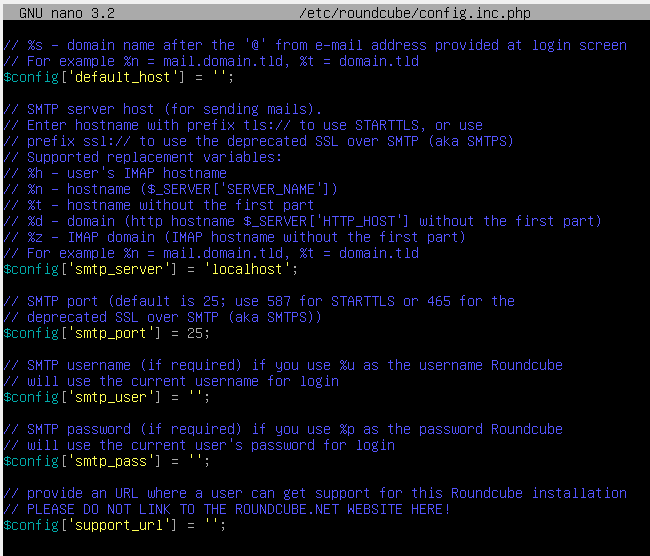 GNU nano 3.2 /etc/roundcube/config.inc.php
// %s - domain name after the '@' from e-mail address provided at login screen
// For example %n = mail.domain.tld, %t = domain.tld
$config['default_host'] = '';
// SMTP server host (for sending mails).
// Enter hostname with prefix tls:// to use STARTTLS, or use
// prefix ssl:// to use the deprecated SSL over SMTP (aka SMTPS)
// Supported replacement variables:
// %h - user's IMAP hostname
// %n - hostname ($_SERVER['SERVER_NAME'])
// %t - hostname without the first part
// %d - domain (http hostname $_SERVER['HTTP_HOST'] without the first part)
// %z - IMAP domain (IMAP hostname without the first part)
// For example %n = mail.domain.tld, %t = domain.tld
$config['smtp_server'] = 'localhost';
// SMTP port (default is 25; use 587 for STARTTLS or 465 for the
// deprecated SSL over SMTP (aka SMTPS))
$config['smtp_port'] = 25;
// SMTP username (if required) if you use %u as the username Roundcube
// will use the current username for login
$config['smtp_user'] = '';
// SMTP password (if required) if you use %p as the password Roundcube
// will use the current user's password for login
$config['smtp_pass'] = '';
// provide an URL where a user can get support for this Roundcube installation
// PLEASE DO NOT LINK TO THE ROUNDCUBE.NET WEBSITE HERE!
$config['support_url'] = '';